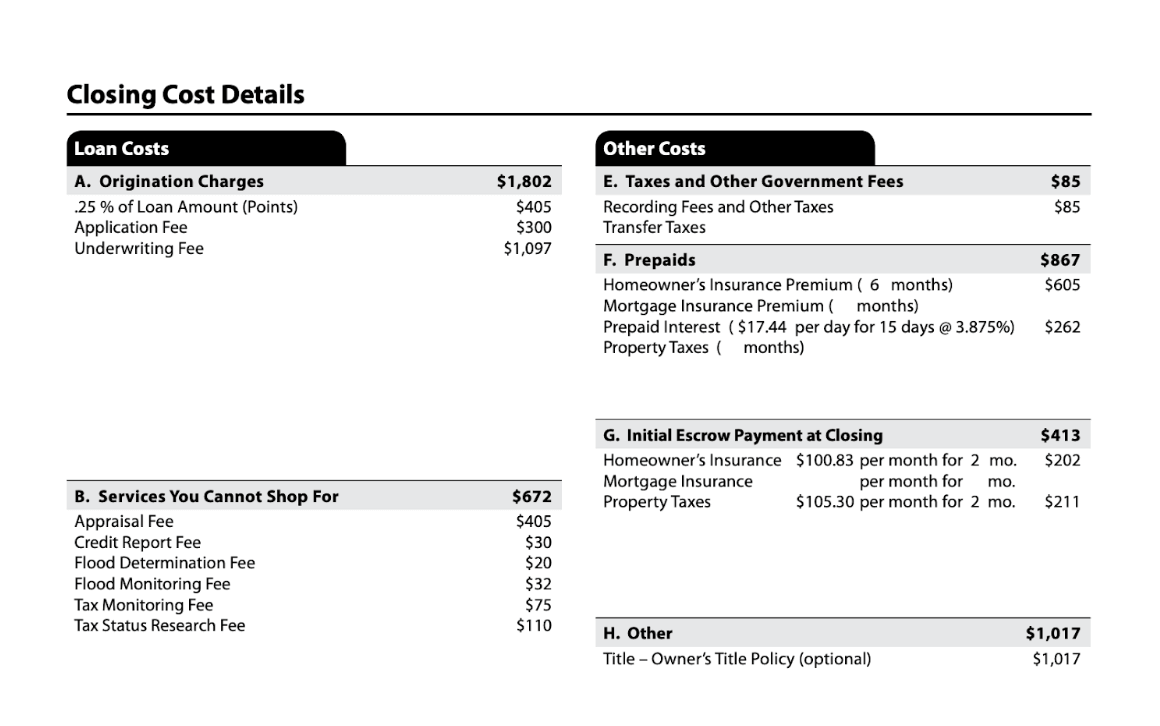 Closing Cost Details
Loan Costs
A. Origination Charges $1,802
.25 % of Loan Amount (Points) $405
Application Fee $300
Underwriting Fee $1,097
B. Services You Cannot Shop For $672
Appraisal Fee $405
Credit Report Fee $30
Flood Determination Fee $20
Flood Monitoring Fee $32
Tax Monitoring Fee $75
Tax Status Research Fee $110
Other Costs
E. Taxes and Other Government Fees $85
Recording Fees and Other Taxes $85
Transfer Taxes
F. Prepaids $867
Homeowner’s Insurance Premium ( 6 months) $605
Mortgage Insurance Premium ( months)
Prepaid Interest ( $17.44 per day for 15 days @ 3.875%) $262
Property Taxes ( months)
G. Initial Escrow Payment at Closing $413
Homeowner’s Insurance $100.83 per month for 2 mo. $202
Mortgage Insurance per month for mo.
Property Taxes $105.30 per month for 2 mo. $211
H. Other $1,017
Title – Owner’s Title Policy (optional) $1,017